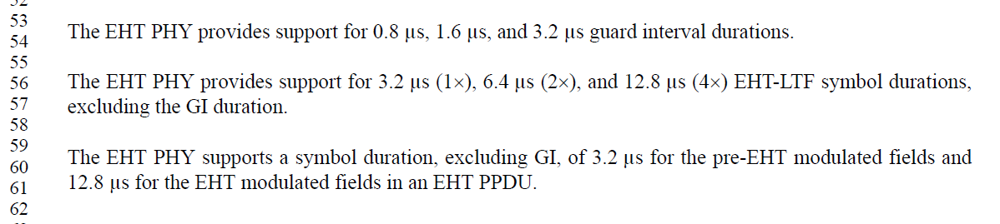 53
The EHT PHY provides support for 0.8 µs, 1.6 µs, and 3.2 µs guard interval durations.
54
55
56 The EHT PHY provides support for 3.2 µs (1×), 6.4 µs (2×), and 12.8 µs (4×) EHT-LTF symbol durations,
57 excluding the GI duration.
58
59
The EHT PHY supports a symbol duration, excluding GI, of 3.2 µs for the pre-EHT modulated fields and
60
61 12.8 µs for the EHT modulated fields in an EHT PPDU.
62